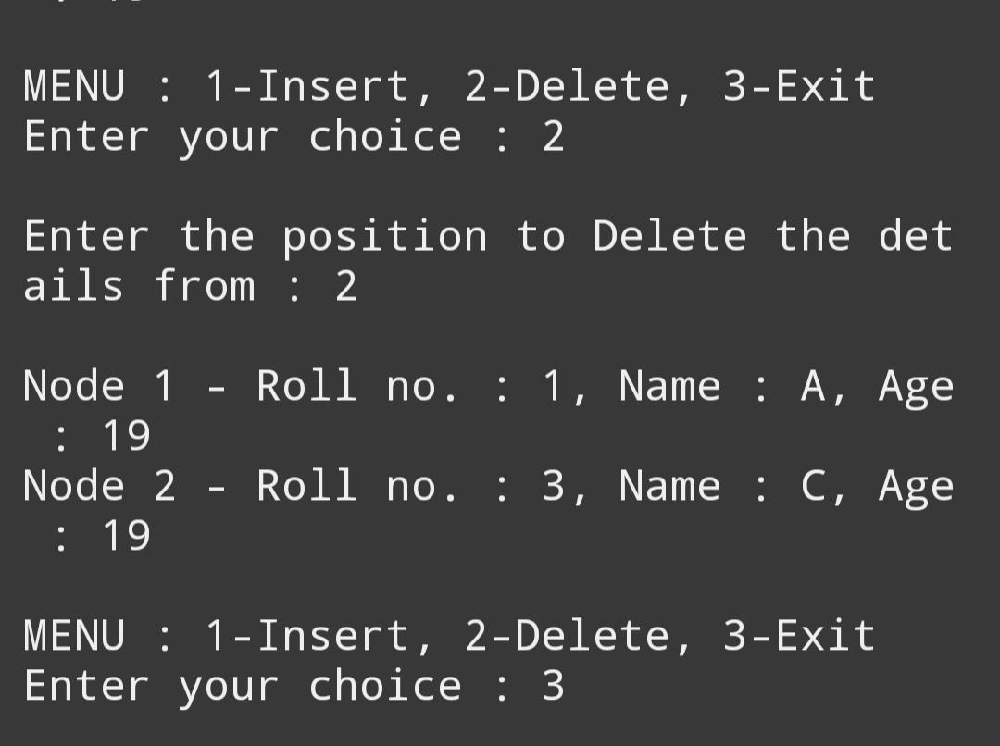 MENU : 1-Insert, 2-Delete, 3-Exit
Enter your choice : 2
Enter the position to Delete the det
ails from : 2
Node 1 - Roll no. : 1, Name : A, Age
 : 19
Node 2 - Roll no. : 3, Name : C, Age
 : 19
MENU : 1-Insert, 2-Delete, 3-Exit
Enter your choice : 3